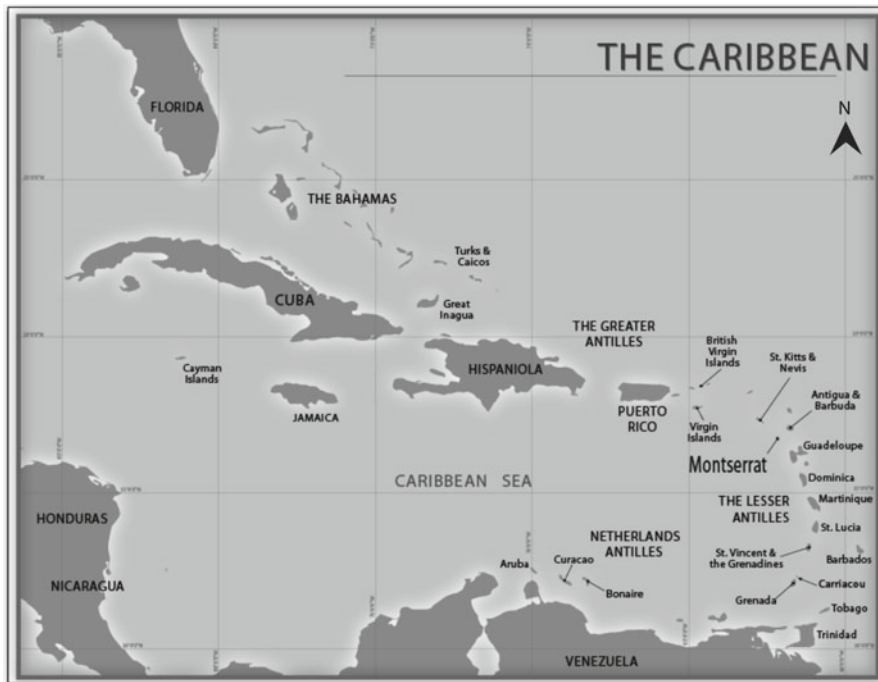 THE CARIBBEAN
N
FLORIDA
THE BAHAMAS
Turks &
Caicos
CUBA
Great
Inagua
THE GREATER
ANTILLES
British
Virgin
Islands
St. Kitts &
Nevis
Cayman
Islands
HISPANIOLA
JAMAICA
PUERTO
RICO
Virgin
Islands
Antigua &
Barbuda
Montserrat
Guadeloupe
CARIBBEAN SEA
Dominica
THE LESSER
ANTILLES
Martinique
HONDURAS
St. Lucia
NETHERLANDS
ANTILLES
St. Vincent &
the Grenadines
Barbados
Aruba
Curacao
NICARAGUA
Bonaire
Carriacou
Grenada
Tobago
Trinidad
VENEZUELA